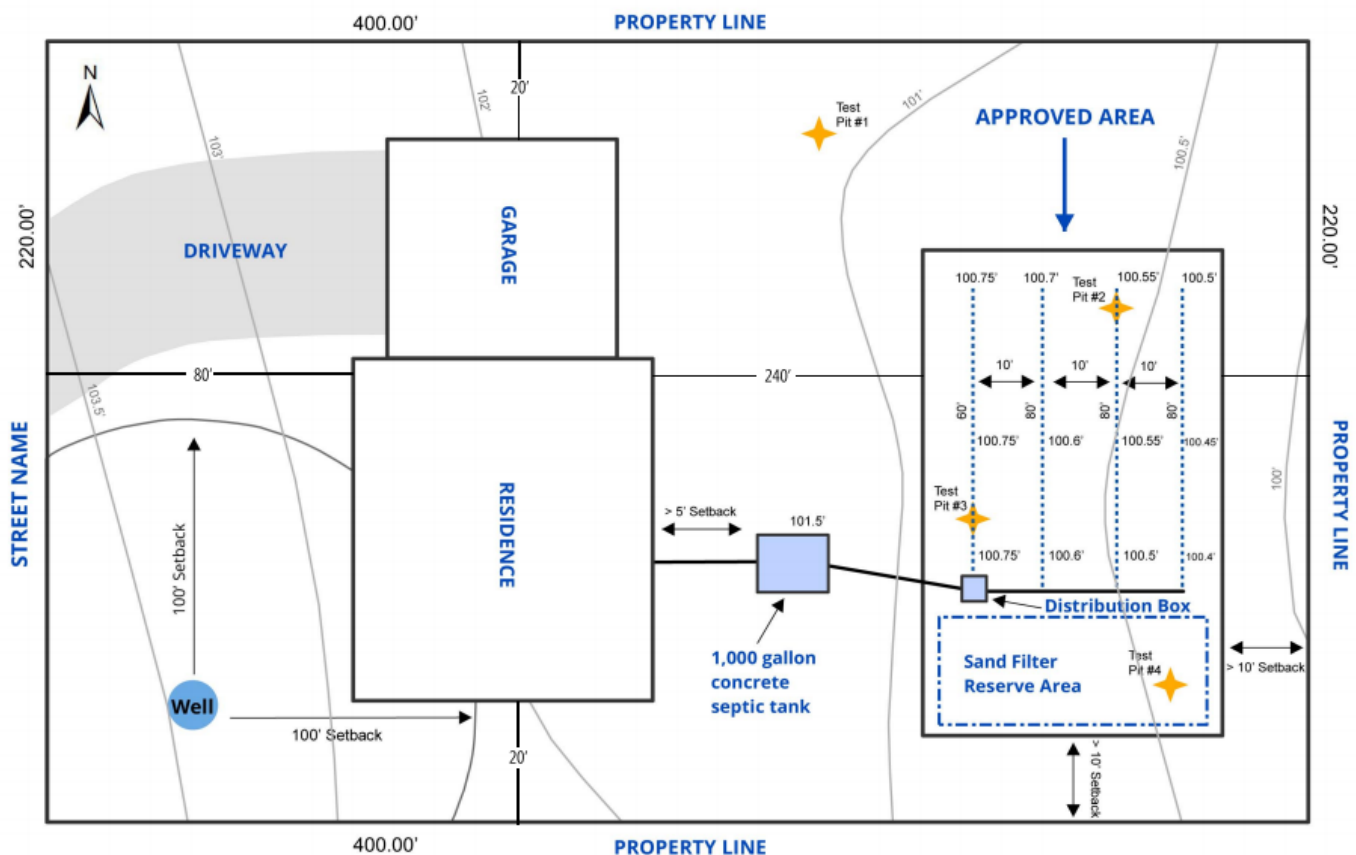 400.00'
PROPERTY LINE
N
20'
102'
101'
Test
Pit #1
APPROVED AREA
100.5'
103'
220.00'
GARAGE
220.00'
DRIVEWAY
100.75'
100.7'
Test
Pit #2
100.55'
100.5'
80'
240'
10'
10'
10'
103.5'
60'
80'
80'
80'
100.75'
100.6'
100.55'
100.45'
STREET NAME
PROPERTY LINE
100'
RESIDENCE
Test
Pit #3
> 5' Setback
101.5'
100.75'
100.6'
100.5'
100.4'
100' Setback
Distribution Box
1,000 gallon
concrete
septic tank
Sand Filter
Reserve Area
Test
Pit #4
> 10' Setback
Well
100' Setback
20'
> 10' Setback
400.00'
PROPERTY LINE